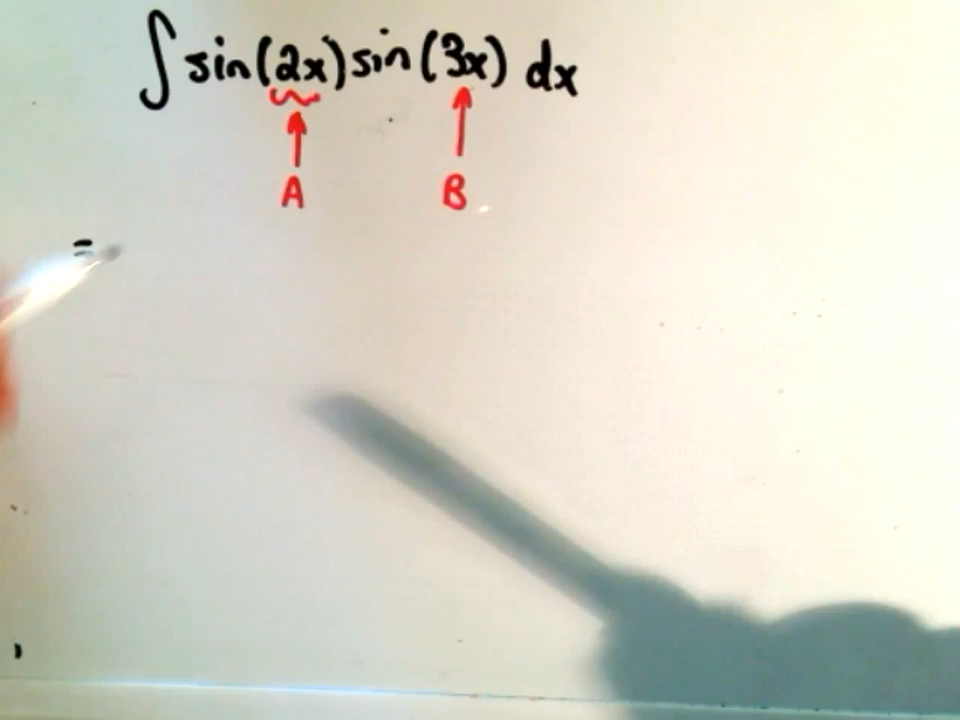 ∫ sin(2x) sin(3x) dx
A B
=